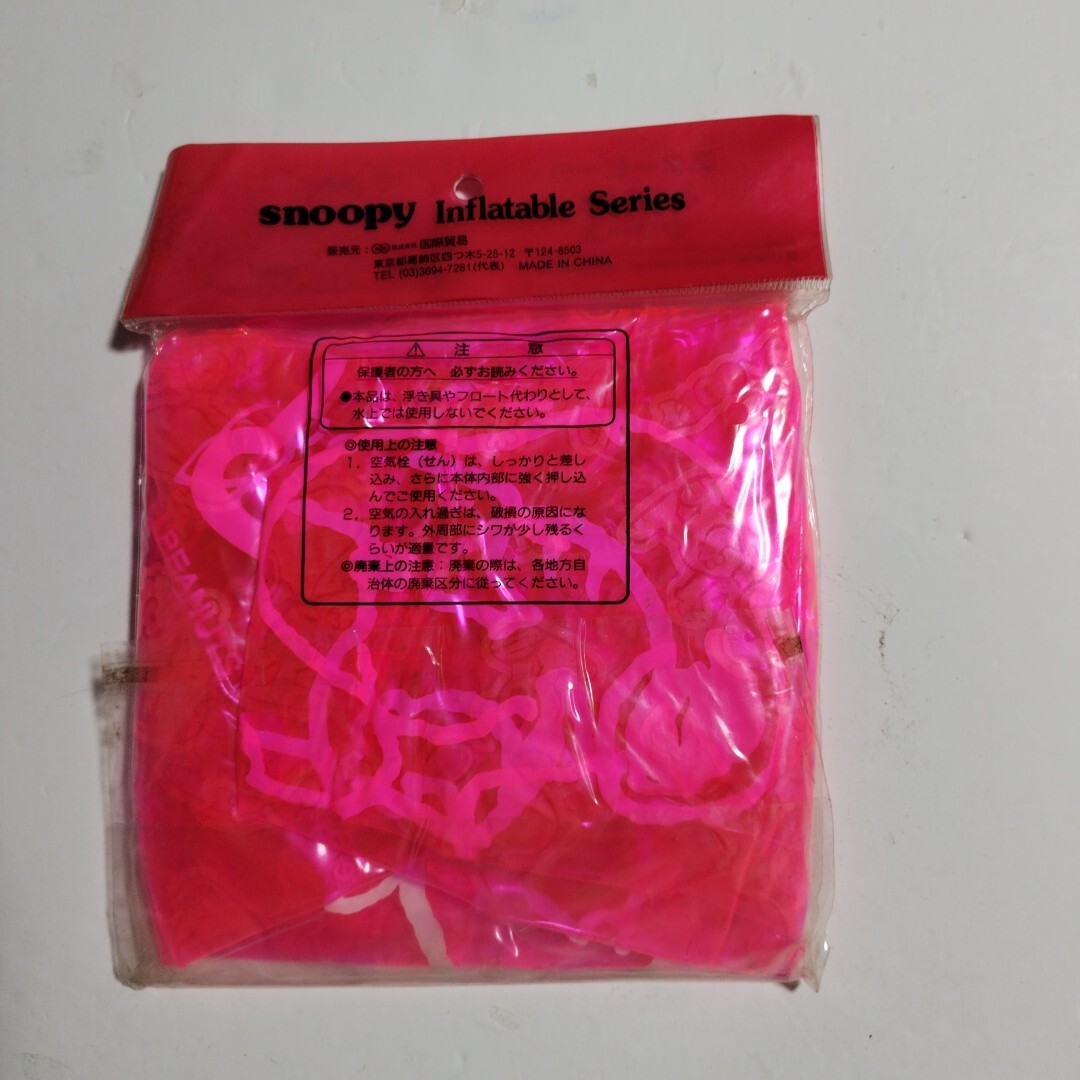 snoopy Inflatable Series
販売元：株式会社 国際貿易
東京都葛飾区四つ木5-25-12 〒124-8503
TEL (03)3694-7281(代表) MADE IN CHINA
⚠ 注 意
保護者の方へ 必ずお読みください。
●本品は、浮き具やフロート代わりとして、
水上では使用しないでください。
◎使用上の注意
1．空気栓（せん）は、しっかりと差し
込み、さらに本体内部に強く押し込
んでご使用ください。
2．空気の入れ過ぎは、破損の原因にな
ります。外周部にシワが少し残るく
らいが適量です。
◎廃棄上の注意：廃棄の際は、各地方自
治体の廃棄区分に従ってください。
PEANUTS